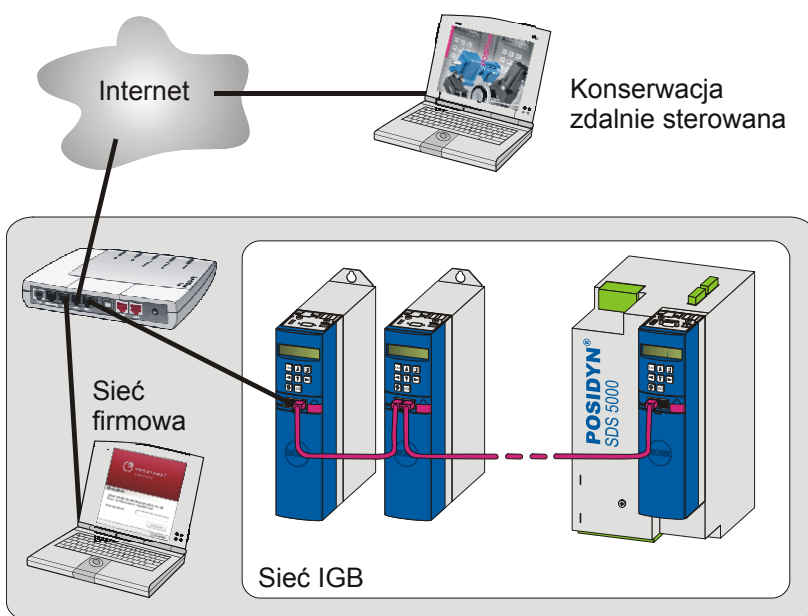 Internet
Konserwacja
zdalnie sterowana
Sieć
firmowa
POSIDYN®
SDS 5000
Sieć IGB